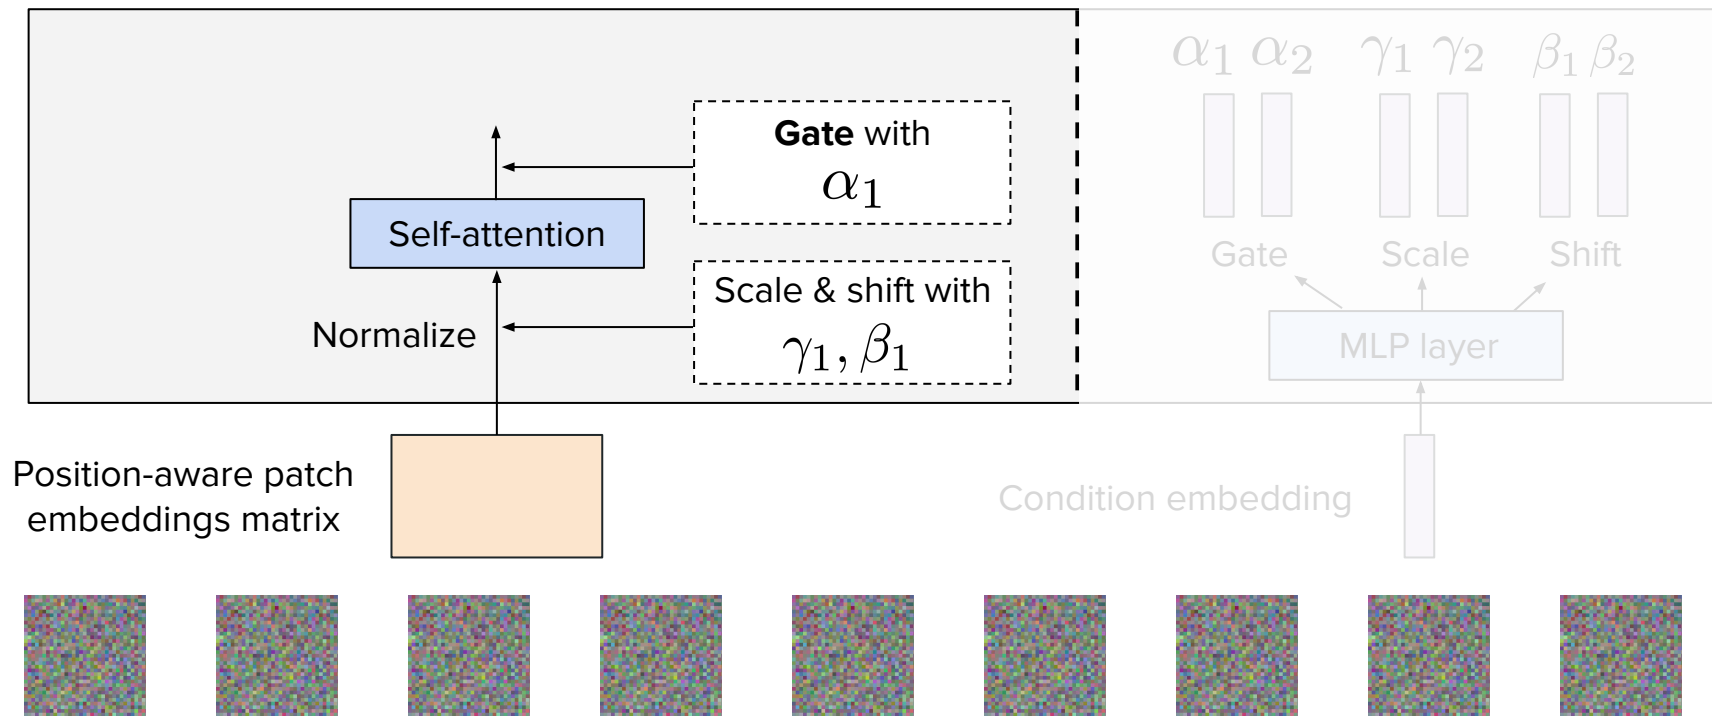 Gate with
α₁
Self-attention
Scale & shift with
γ₁, β₁
Normalize
Position-aware patch
embeddings matrix
α₁ α₂ γ₁ γ₂ β₁ β₂
Gate Scale Shift
MLP layer
Condition embedding